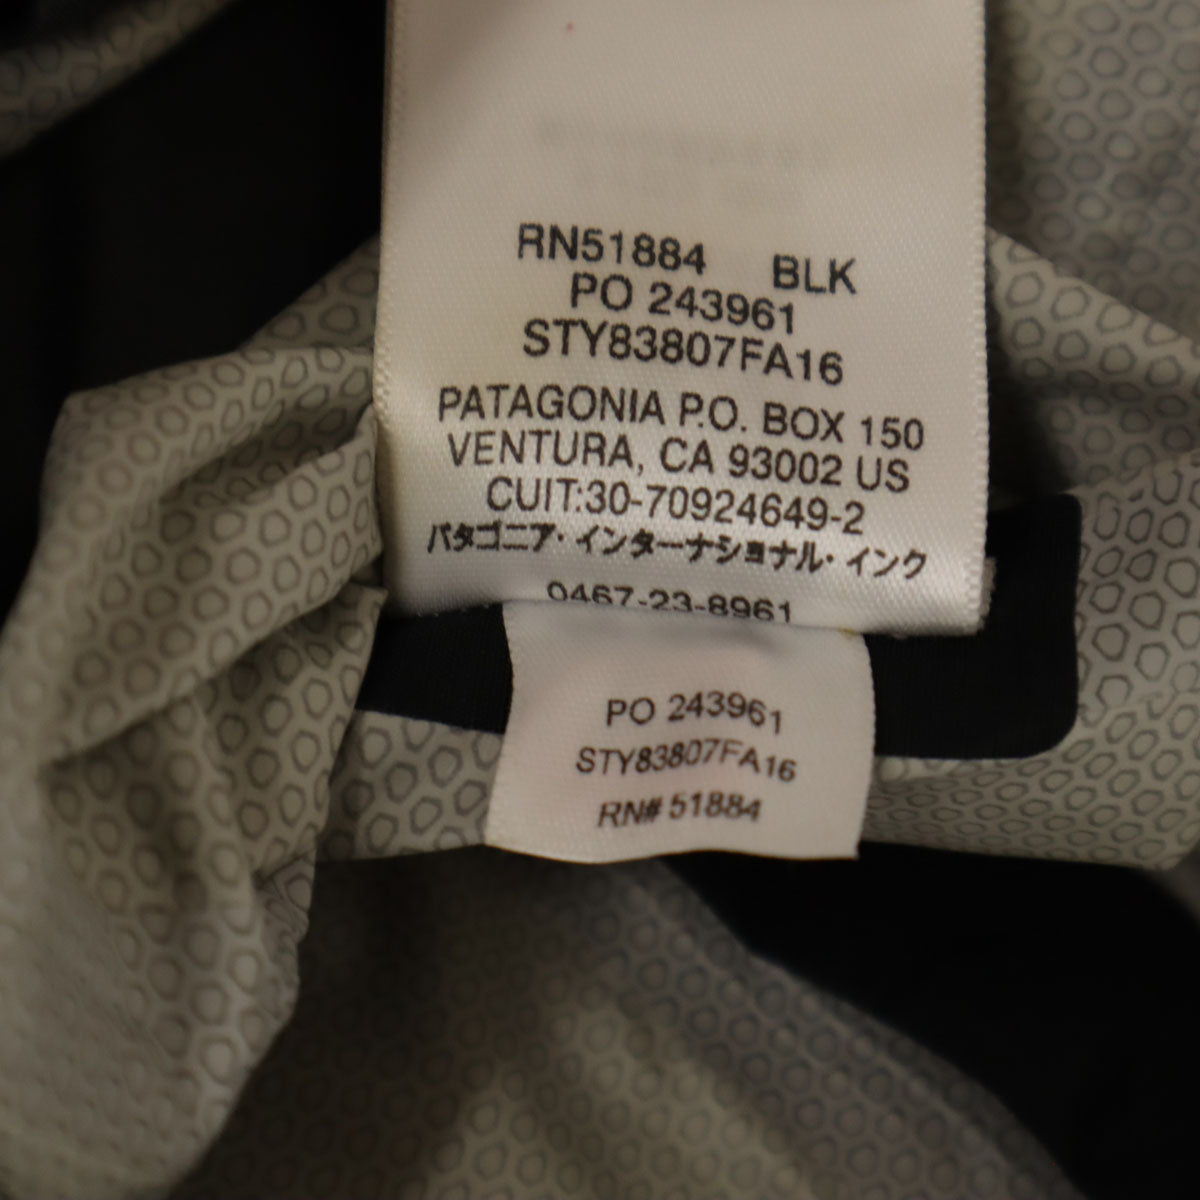 RN51884 BLK
PO 243961
STY83807FA16
PATAGONIA P.O. BOX 150
VENTURA, CA 93002 US
CUIT:30-70924649-2
パタゴニア・インターナショナル・インク
0467-23-8961
PO 243961
STY83807FA16
RN# 51884